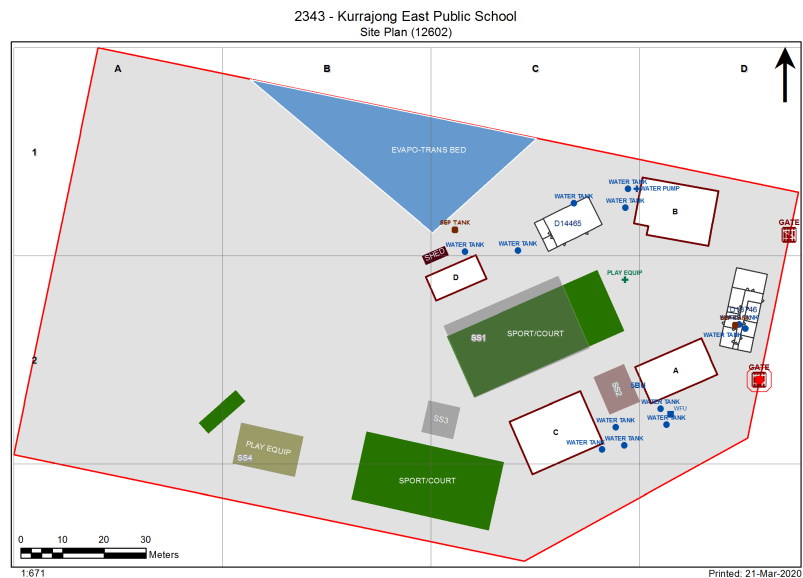 2343 - Kurrajong East Public School
Site Plan (12602)
A
B
C
D
1
EVAPO-TRANS BED
WATER TANK
WATER PUMP
WATER TANK
WATER TANK
B
D14465
SEP TANK
GATE
WATER TANK
WATER TANK
SHED
D
PLAY EQUIP
WATER TANK
SS1
SPORT/COURT
2
A
GATE
SS2
WATER TANK
WFU
WATER TANK
SS3
C
WATER TANK
WATER TANK
WATER TANK
PLAY EQUIP
SS4
SPORT/COURT
0 10 20 30
Meters
1:671
Printed: 21-Mar-2020